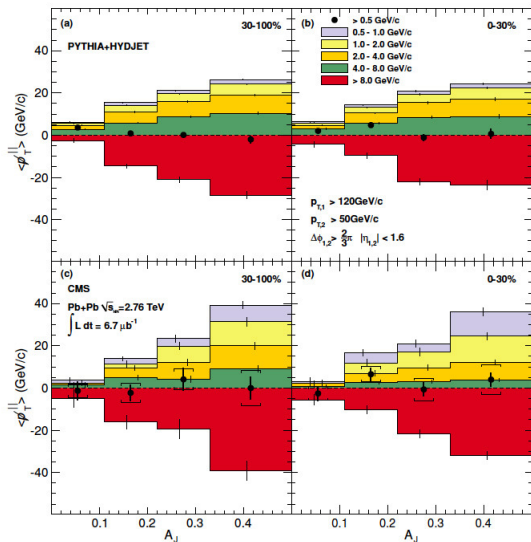 (a) 30-100%
PYTHIA+HYDJET
(b) 0-30%
> 0.5 GeV/c
0.5 - 1.0 GeV/c
1.0 - 2.0 GeV/c
2.0 - 4.0 GeV/c
4.0 - 8.0 GeV/c
> 8.0 GeV/c
40
20
0
-20
-40
<p̸_T^||> (GeV/c)
p_T,1 > 120GeV/c
p_T,2 > 50GeV/c
Δϕ_1,2 > 2/3 π |η_1,2| < 1.6
(c) 30-100%
CMS
Pb+Pb √s_NN=2.76 TeV
∫ L dt = 6.7 μb⁻¹
(d) 0-30%
40
20
0
-20
-40
<p̸_T^||> (GeV/c)
0.1 0.2 0.3 0.4
A_J
0.1 0.2 0.3 0.4
A_J